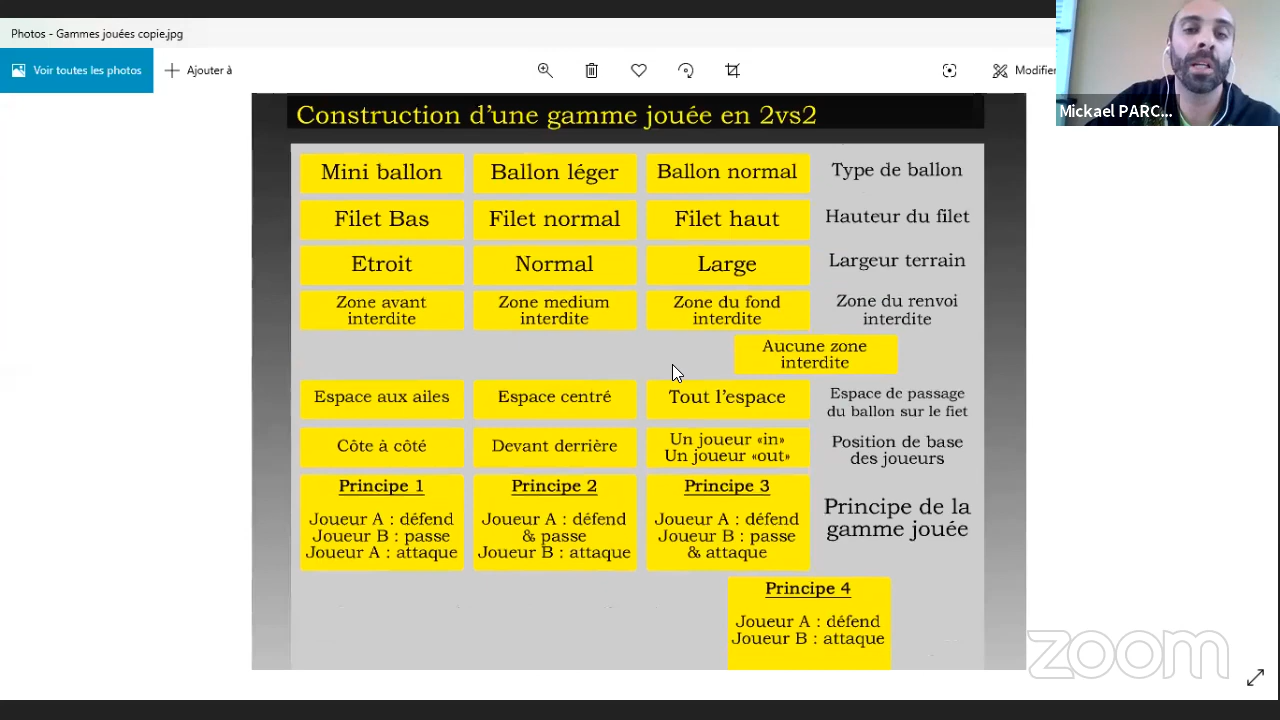 Photos - Gammes jouées copie.jpg
Voir toutes les photos
Ajouter à
Modifier
Mickael PARC...
Construction d'une gamme jouée en 2vs2
Mini ballon
Ballon léger
Ballon normal
Type de ballon
Filet Bas
Filet normal
Filet haut
Hauteur du filet
Etroit
Normal
Large
Largeur terrain
Zone avant
interdite
Zone medium
interdite
Zone du fond
interdite
Zone du renvoi
interdite
Aucune zone
interdite
Espace aux ailes
Espace centré
Tout l'espace
Espace de passage
du ballon sur le fiet
Côte à côté
Devant derrière
Un joueur «in»
Un joueur «out»
Position de base
des joueurs
Principe 1
Joueur A : défend
Joueur B : passe
Joueur A : attaque
Principe 2
Joueur A : défend
& passe
Joueur B : attaque
Principe 3
Joueur A : défend
Joueur B : passe
& attaque
Principe de la
gamme jouée
Principe 4
Joueur A : défend
Joueur B : attaque
zoom